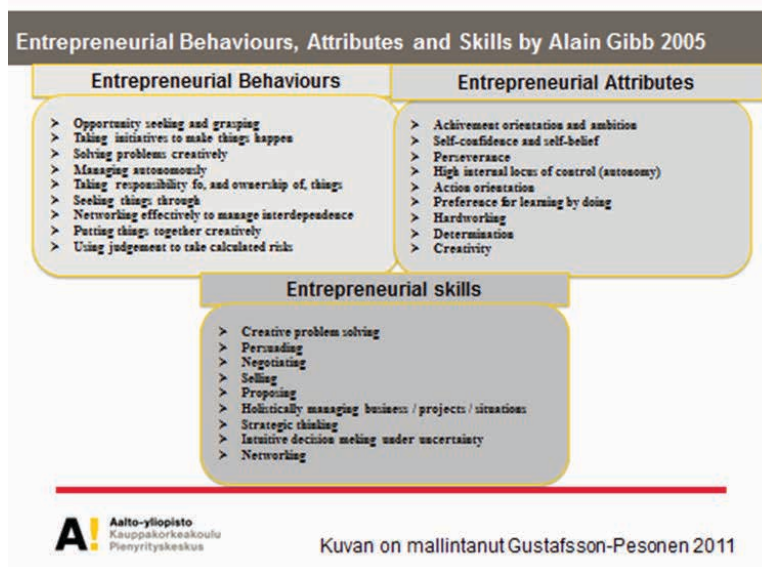 Entrepreneurial Behaviours, Attributes and Skills by Alain Gibb 2005
Entrepreneurial Behaviours
Opportunity seeking and grasping
Taking initiatives to make things happen
Solving problems creatively
Managing autonomously
Taking responsibility fo, and ownership of, things
Seeking things through
Networking effectively to manage interdependence
Putting things together creatively
Using judgement to take calculated risks
Entrepreneurial Attributes
Achivement orientation and ambition
Self-confidence and self-belief
Perseverance
High internal locus of control (autonomy)
Action orientation
Preference for learning by doing
Hardworking
Determination
Creativity
Entrepreneurial skills
Creative problem solving
Persuading
Negotiating
Selling
Proposing
Holistically managing business / projects / situations
Strategic thinking
Intuitive decision meking under uncertainty
Networking
A!
Aalto-yliopisto
Kauppakorkeakoulu
Pienyrityskeskus
Kuvan on mallintanut Gustafsson-Pesonen 2011